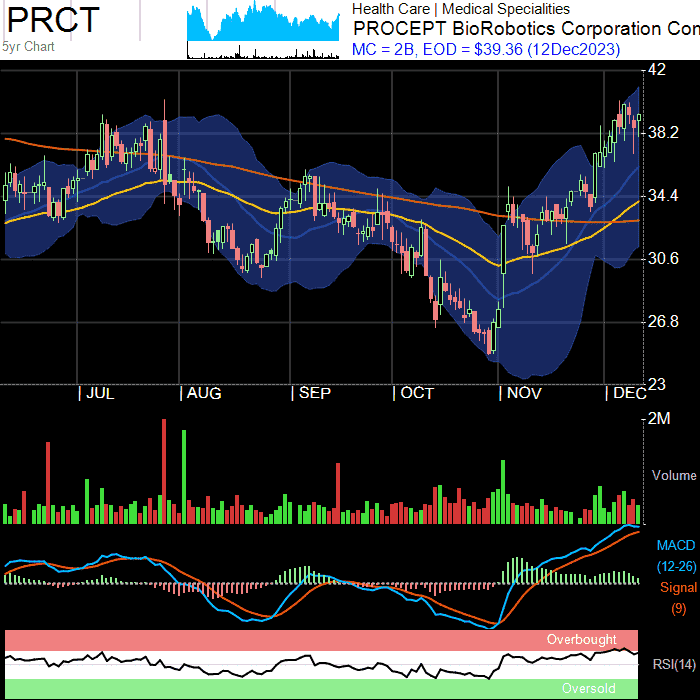 PRCT
5yr Chart
Health Care | Medical Specialities
PROCEPT BioRobotics Corporation Con
MC = 2B, EOD = $39.36 (12Dec2023)
42
38.2
34.4
30.6
26.8
23
JUL
AUG
SEP
OCT
NOV
DEC
2M
Volume
MACD
(12-26)
Signal
(9)
Overbought
RSI(14)
Oversold